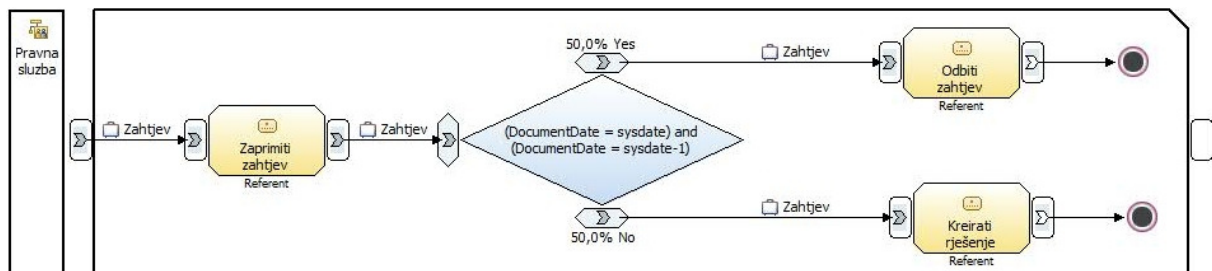 Pravna
sluzba
Zahtjev
Zaprimiti
zahtjev
Referent
Zahtjev
(DocumentDate = sysdate) and
(DocumentDate = sysdate-1)
50,0% Yes
Zahtjev
Odbiti
zahtjev
Referent
50,0% No
Zahtjev
Kreirati
rješenje
Referent